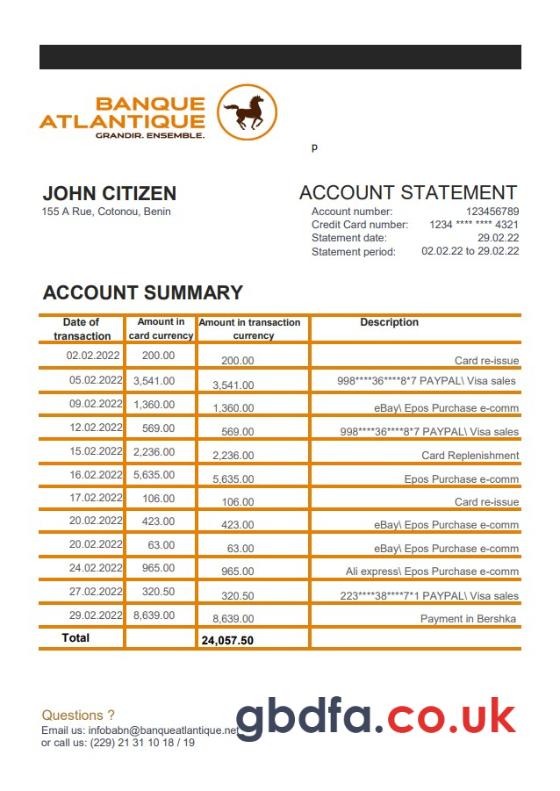 BANQUE
ATLANTIQUE
GRANDIR. ENSEMBLE.
p
JOHN CITIZEN
155 A Rue, Cotonou, Benin
ACCOUNT STATEMENT
Account number: 123456789
Credit Card number: 1234 **** **** 4321
Statement date: 29.02.22
Statement period: 02.02.22 to 29.02.22
ACCOUNT SUMMARY
Date of transaction Amount in card currency Amount in transaction currency Description
02.02.2022 200.00 200.00 Card re-issue
05.02.2022 3,541.00 3,541.00 998****36****8*7 PAYPAL\ Visa sales
09.02.2022 1,360.00 1,360.00 eBay\ Epos Purchase e-comm
12.02.2022 569.00 569.00 998****36****8*7 PAYPAL\ Visa sales
15.02.2022 2,236.00 2,236.00 Card Replenishment
16.02.2022 5,635.00 5,635.00 Epos Purchase e-comm
17.02.2022 106.00 106.00 Card re-issue
20.02.2022 423.00 423.00 eBay\ Epos Purchase e-comm
20.02.2022 63.00 63.00 eBay\ Epos Purchase e-comm
24.02.2022 965.00 965.00 Ali express\ Epos Purchase e-comm
27.02.2022 320.50 320.50 223****38****7*1 PAYPAL\ Visa sales
29.02.2022 8,639.00 8,639.00 Payment in Bershka
Total 24,057.50
Questions ?
Email us: infobabn@banqueatlantique.net
or call us: (229) 21 31 10 18 / 19
gbdfa.co.uk